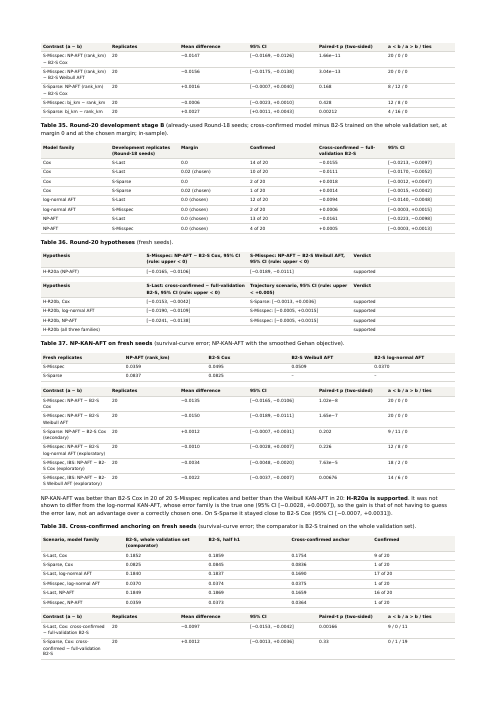 Contrast (a − b) Replicates Mean difference 95% CI Paired-t p (two-sided) a < b / a > b / ties
S-Misspec: NP-AFT (rank_km) 20 −0.0147 [−0.0169, −0.0126] 1.66e−11 20 / 0 / 0
− B2-S Cox
S-Misspec: NP-AFT (rank_km) 20 −0.0156 [−0.0175, −0.0138] 3.04e−13 20 / 0 / 0
− B2-S Weibull AFT
S-Sparse: NP-AFT (rank_km) 20 +0.0016 [−0.0007, +0.0040] 0.168 8 / 12 / 0
− B2-S Cox
S-Misspec: bj_km − rank_km 20 −0.0006 [−0.0023, +0.0010] 0.428 12 / 8 / 0
S-Sparse: bj_km − rank_km 20 +0.0027 [+0.0011, +0.0043] 0.00212 4 / 16 / 0
Table 35. Round-20 development stage B (already-used Round-18 seeds; cross-confirmed model minus B2-S trained on the whole validation set, at
margin 0 and at the chosen margin; in-sample).
Model family Development replicates Margin Confirmed Cross-confirmed − full- 95% CI
(Round-18 seeds) validation B2-S
Cox S-Last 0.0 14 of 20 −0.0155 [−0.0213, −0.0097]
Cox S-Last 0.02 (chosen) 10 of 20 −0.0111 [−0.0170, −0.0052]
Cox S-Sparse 0.0 2 of 20 +0.0018 [−0.0012, +0.0047]
Cox S-Sparse 0.02 (chosen) 1 of 20 +0.0014 [−0.0015, +0.0042]
log-normal AFT S-Last 0.0 (chosen) 12 of 20 −0.0094 [−0.0140, −0.0048]
log-normal AFT S-Misspec 0.0 (chosen) 2 of 20 +0.0006 [−0.0003, +0.0015]
NP-AFT S-Last 0.0 (chosen) 13 of 20 −0.0161 [−0.0223, −0.0098]
NP-AFT S-Misspec 0.0 (chosen) 4 of 20 +0.0005 [−0.0003, +0.0013]
Table 36. Round-20 hypotheses (fresh seeds).
Hypothesis S-Misspec: NP-AFT − B2-S Cox, 95% CI S-Misspec: NP-AFT − B2-S Weibull AFT, Verdict
(rule: upper < 0) 95% CI (rule: upper < 0)
H-R20a (NP-AFT) [−0.0165, −0.0106] [−0.0189, −0.0111] supported
Hypothesis S-Last: cross-confirmed − full-validation Trajectory scenario, 95% CI (rule: upper Verdict
B2-S, 95% CI (rule: upper < 0) < +0.005)
H-R20b, Cox [−0.0153, −0.0042] S-Sparse: [−0.0013, +0.0036] supported
H-R20b, log-normal AFT [−0.0190, −0.0109] S-Misspec: [−0.0005, +0.0015] supported
H-R20b, NP-AFT [−0.0241, −0.0138] S-Misspec: [−0.0005, +0.0015] supported
H-R20b (all three families) supported
Table 37. NP-KAN-AFT on fresh seeds (survival-curve error; NP-KAN-AFT with the smoothed Gehan objective).
Fresh replicates NP-AFT (rank_km) B2-S Cox B2-S Weibull AFT B2-S log-normal AFT
S-Misspec 0.0359 0.0495 0.0509 0.0370
S-Sparse 0.0837 0.0825 – –
Contrast (a − b) Replicates Mean difference 95% CI Paired-t p (two-sided) a < b / a > b / ties
S-Misspec: NP-AFT − B2-S 20 −0.0135 [−0.0165, −0.0106] 1.02e−8 20 / 0 / 0
Cox
S-Misspec: NP-AFT − B2-S 20 −0.0150 [−0.0189, −0.0111] 1.65e−7 20 / 0 / 0
Weibull AFT
S-Sparse: NP-AFT − B2-S Cox 20 +0.0012 [−0.0007, +0.0031] 0.202 9 / 11 / 0
(secondary)
S-Misspec: NP-AFT − B2-S 20 −0.0010 [−0.0028, +0.0007] 0.226 12 / 8 / 0
log-normal AFT (exploratory)
S-Misspec, IBS: NP-AFT − B2- 20 −0.0034 [−0.0048, −0.0020] 7.63e−5 18 / 2 / 0
S Cox (exploratory)
S-Misspec, IBS: NP-AFT − B2- 20 −0.0022 [−0.0037, −0.0007] 0.00676 14 / 6 / 0
S Weibull AFT (exploratory)
NP-KAN-AFT was better than B2-S Cox in 20 of 20 S-Misspec replicates and better than the Weibull KAN-AFT in 20: H-R20a is supported. It was not
shown to differ from the log-normal KAN-AFT, whose error family is the true one (95% CI [−0.0028, +0.0007]), so the gain is that of not having to guess
the error law, not an advantage over a correctly chosen one. On S-Sparse it stayed close to B2-S Cox (95% CI [−0.0007, +0.0031]).
Table 38. Cross-confirmed anchoring on fresh seeds (survival-curve error; the comparator is B2-S trained on the whole validation set).
Scenario, model family B2-S, whole validation set B2-S, half h1 Cross-confirmed anchor Confirmed
(comparator)
S-Last, Cox 0.1852 0.1859 0.1754 9 of 20
S-Sparse, Cox 0.0825 0.0845 0.0836 1 of 20
S-Last, log-normal AFT 0.1840 0.1937 0.1690 17 of 20
S-Misspec, log-normal AFT 0.0370 0.0374 0.0375 1 of 20
S-Last, NP-AFT 0.1849 0.1869 0.1659 16 of 20
S-Misspec, NP-AFT 0.0359 0.0373 0.0364 1 of 20
Contrast (a − b) Replicates Mean difference 95% CI Paired-t p (two-sided) a < b / a > b / ties
S-Last, Cox: cross-confirmed 20 −0.0097 [−0.0153, −0.0042] 0.00166 9 / 0 / 11
− full-validation B2-S
S-Sparse, Cox: cross- 20 +0.0012 [−0.0013, +0.0036] 0.33 0 / 1 / 19
confirmed − full-validation
B2-S